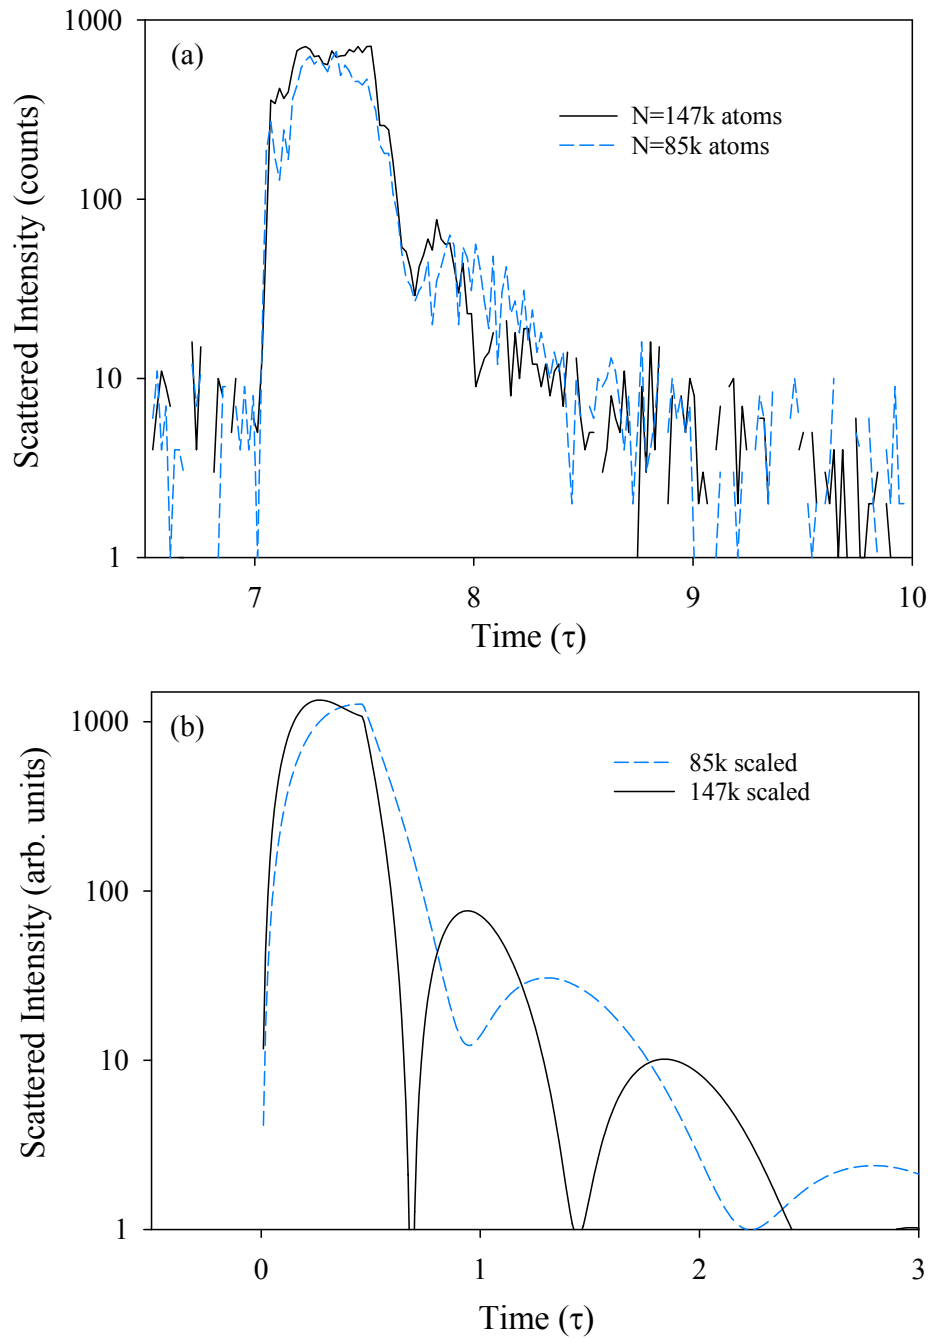 1000
(a)
N=147k atoms
N=85k atoms
100
10
1
Scattered Intensity (counts)
7
8
9
10
Time (τ)
(b)
1000
85k scaled
147k scaled
100
10
1
Scattered Intensity (arb. units)
0
1
2
3
Time (τ)